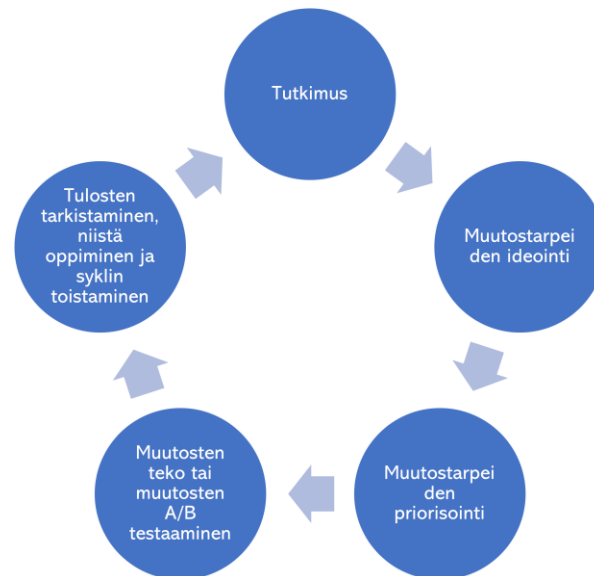 Tutkimus
Muutostarpei
den ideointi
Muutostarpei
den
priorisointi
Muutosten
teko tai
muutosten
A/B
testaaminen
Tulosten
tarkistaminen,
niistä
oppiminen ja
syklin
toistaminen